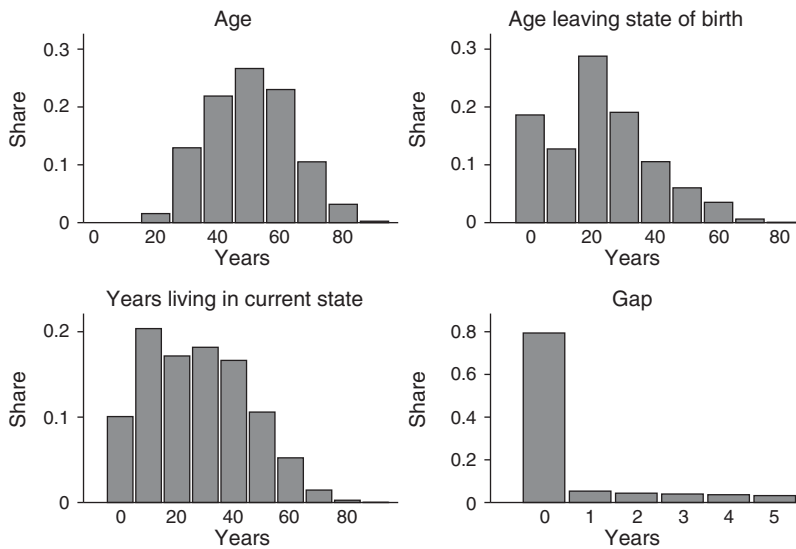 Age
0.3
0.2
0.1
0
Share
0 20 40 60 80
Years
Age leaving state of birth
0.3
0.2
0.1
0
Share
0 20 40 60 80
Years
Years living in current state
0.2
0.1
0
Share
0 20 40 60 80
Years
Gap
0.8
0.6
0.4
0.2
0
Share
0 1 2 3 4 5
Years